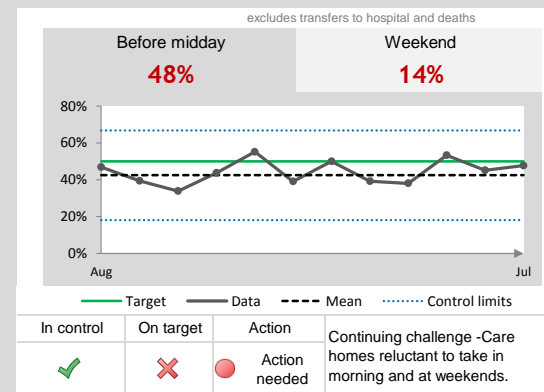 excludes transfers to hospital and deaths
Before midday
Weekend
48%
14%
80%
60%
40%
20%
0%
Aug
Jul
Target
Data
Mean
Control limits
In control
On target
Action
Action
needed
Continuing challenge -Care
homes reluctant to take in
morning and at weekends.